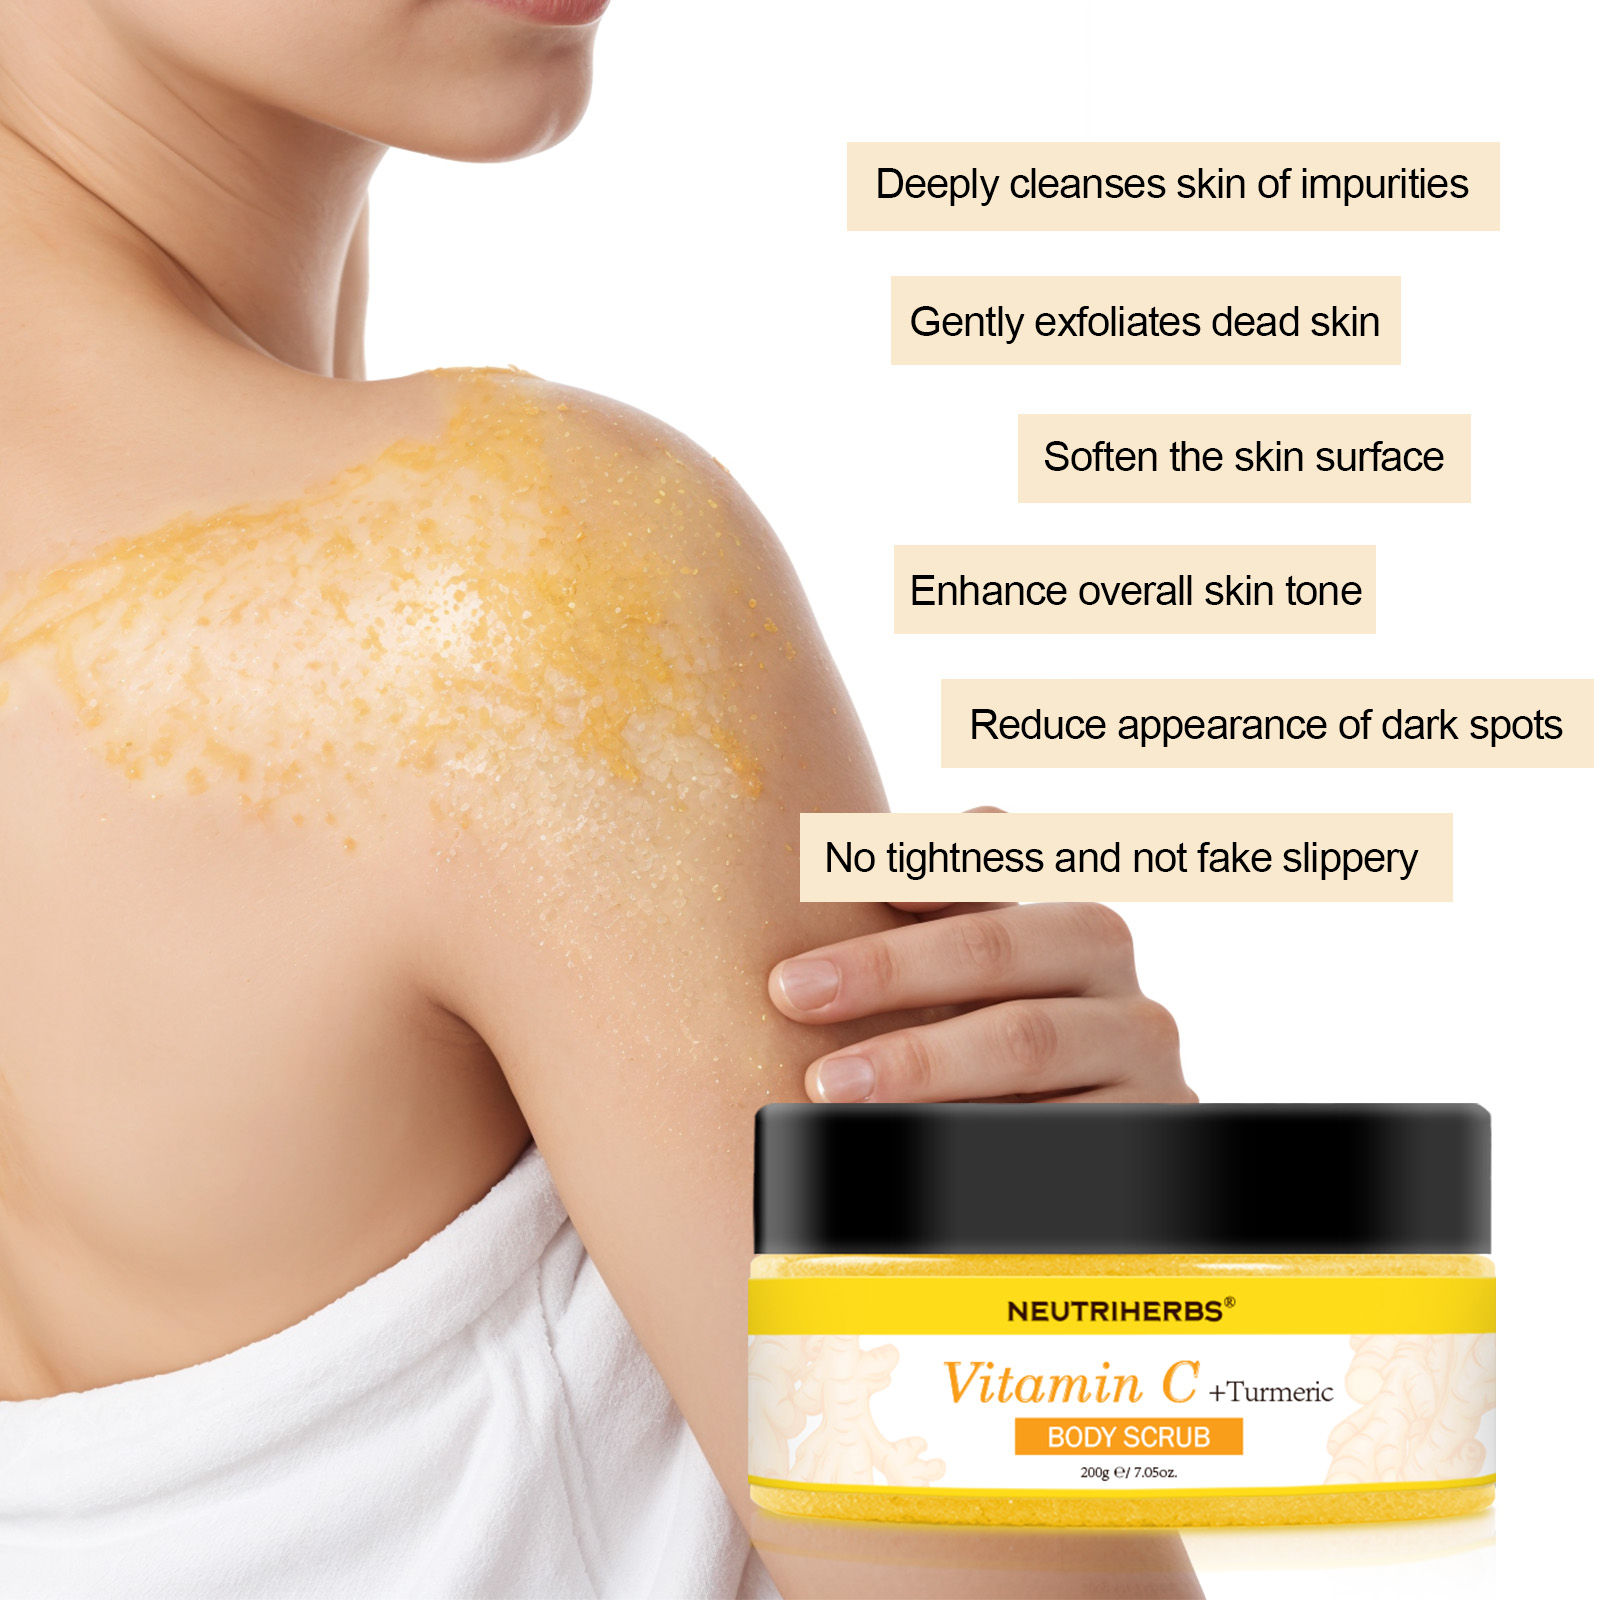 Deeply cleanses skin of impurities
Gently exfoliates dead skin
Soften the skin surface
Enhance overall skin tone
Reduce appearance of dark spots
No tightness and not fake slippery
NEUTRIHERBS®
Vitamin C +Turmeric
BODY SCRUB
200g ℮/ 7.05oz.